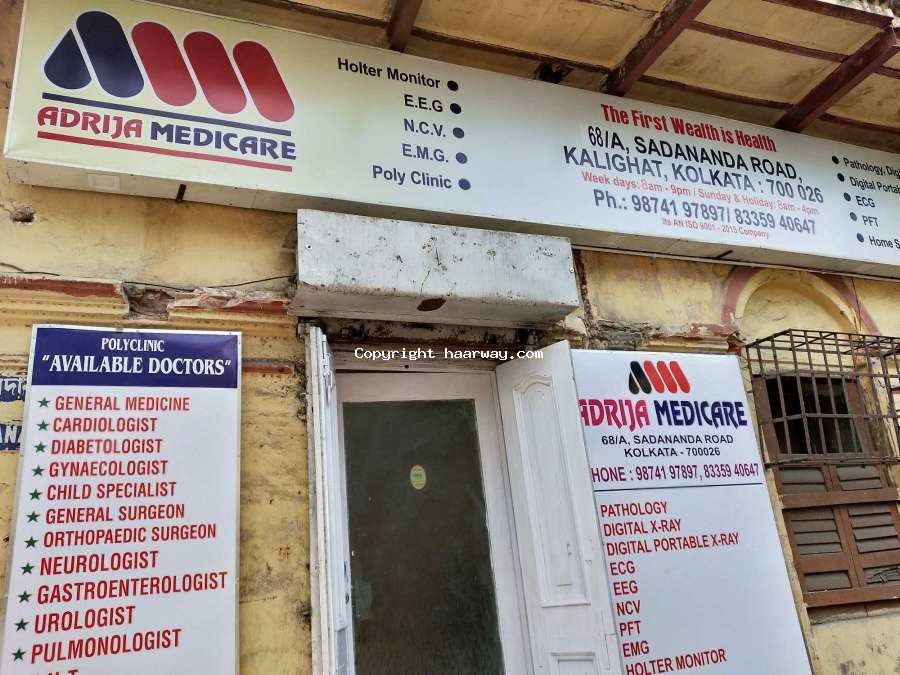 ADRIJA MEDICARE
Holter Monitor
E.E.G
N.C.V.
E.M.G.
Poly Clinic
The First Wealth is Health
68/A, SADANANDA ROAD,
KALIGHAT, KOLKATA : 700 026
Week days: 8am - 9pm / Sunday & Holiday: 8am - 4pm
Ph.: 98741 97897/ 83359 40647
Its AN ISO 9001 - 2015 Company
Pathology, Digi
Digital Portab
ECG
PFT
Home S
POLYCLINIC
"AVAILABLE DOCTORS"
GENERAL MEDICINE
CARDIOLOGIST
DIABETOLOGIST
GYNAECOLOGIST
CHILD SPECIALIST
GENERAL SURGEON
ORTHOPAEDIC SURGEON
NEUROLOGIST
GASTROENTEROLOGIST
UROLOGIST
PULMONOLOGIST
Copyright haarway.com
ADRIJA MEDICARE
68/A, SADANANDA ROAD
KOLKATA - 700026
HONE : 98741 97897, 83359 40647
PATHOLOGY
DIGITAL X-RAY
DIGITAL PORTABLE X-RAY
ECG
EEG
NCV
PFT
EMG
HOLTER MONITOR